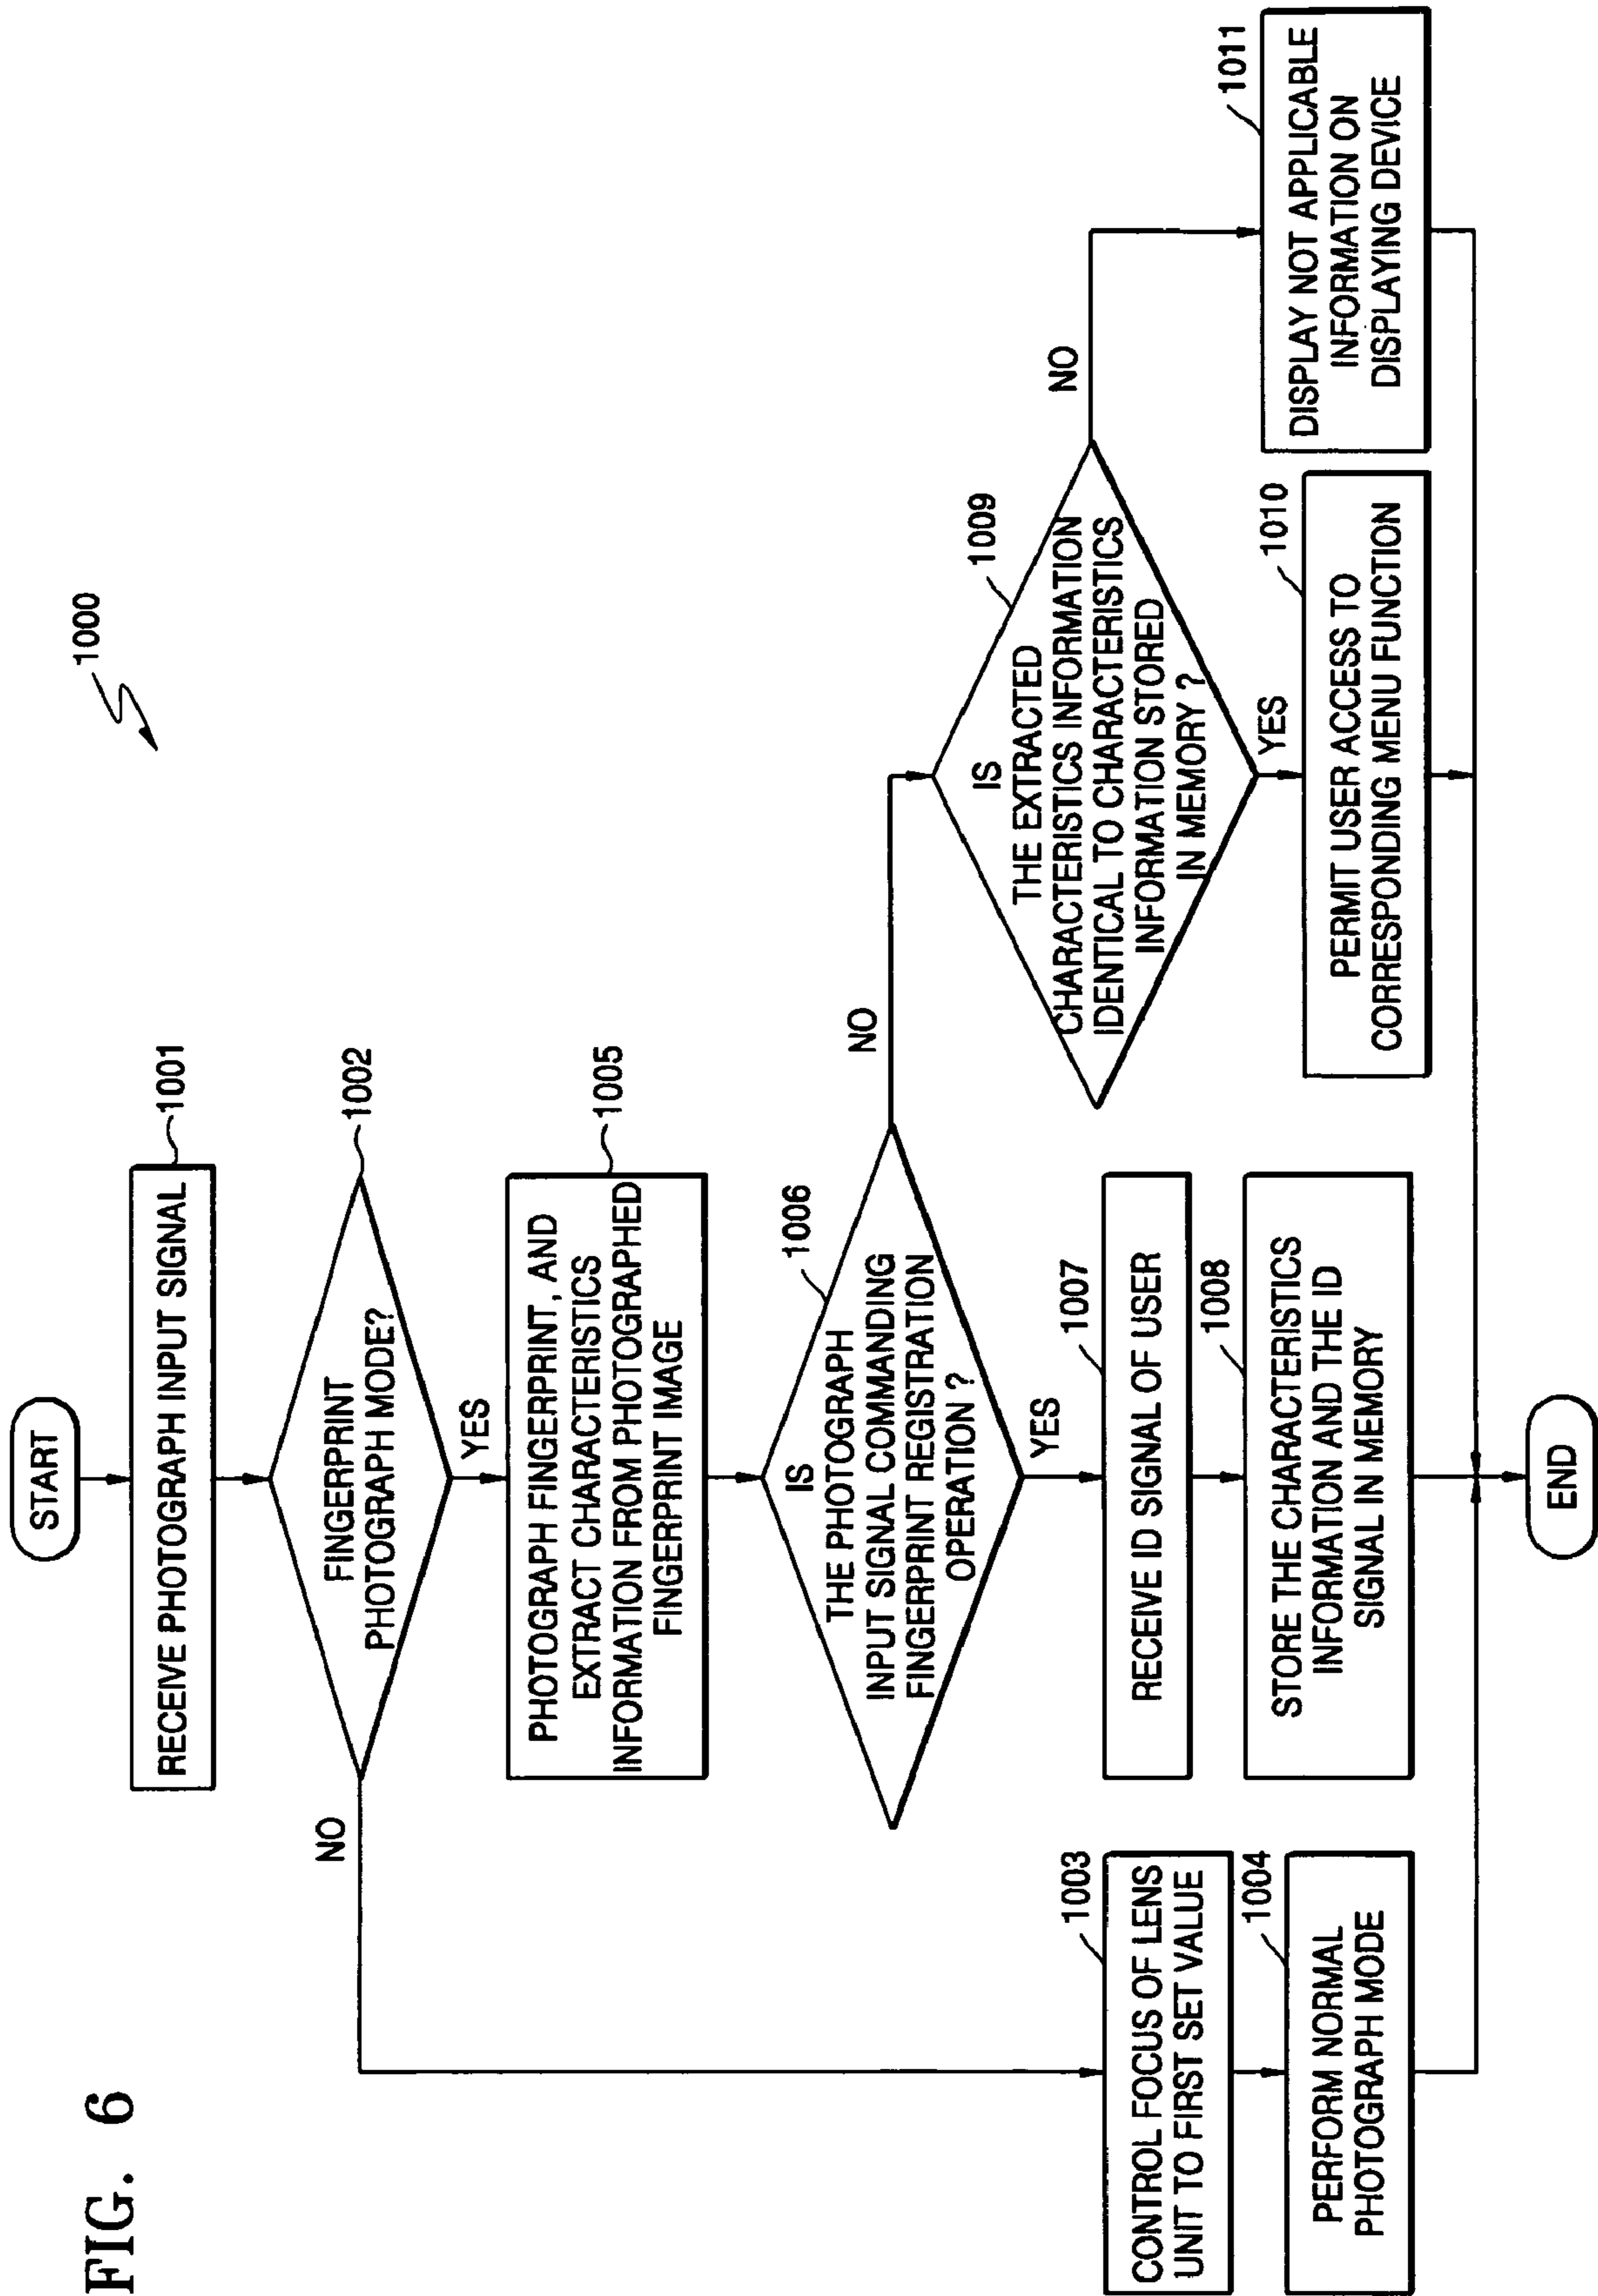 FIG. 6
1000
START
1001
RECEIVE PHOTOGRAPH INPUT SIGNAL
1002
FINGERPRINT
PHOTOGRAPH MODE?
NO
YES
1005
PHOTOGRAPH FINGERPRINT, AND
EXTRACT CHARACTERISTICS
INFORMATION FROM PHOTOGRAPHED
FINGERPRINT IMAGE
1006
IS
THE PHOTOGRAPH
INPUT SIGNAL COMMANDING
FINGERPRINT REGISTRATION
OPERATION ?
NO
YES
1009
IS
THE EXTRACTED
CHARACTERISTICS INFORMATION
IDENTICAL TO CHARACTERISTICS
INFORMATION STORED
IN MEMORY ?
NO
YES
1003
CONTROL FOCUS OF LENS
UNIT TO FIRST SET VALUE
1004
PERFORM NORMAL
PHOTOGRAPH MODE
1007
RECEIVE ID SIGNAL OF USER
1008
STORE THE CHARACTERISTICS
INFORMATION AND THE ID
SIGNAL IN MEMORY
1010
PERMIT USER ACCESS TO
CORRESPONDING MENU FUNCTION
1011
DISPLAY NOT APPLICABLE
INFORMATION ON
DISPLAYING DEVICE
END